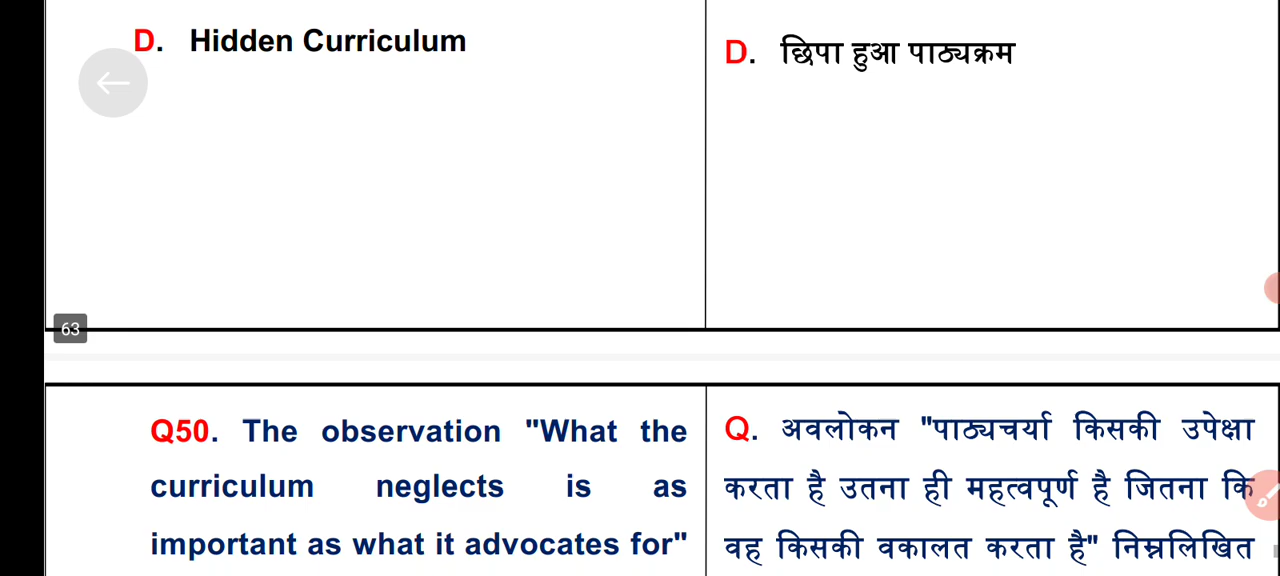 D. Hidden Curriculum
D. छिपा हुआ पाठ्यक्रम
63
Q50. The observation "What the
curriculum neglects is as
important as what it advocates for"
Q. अवलोकन "पाठ्यचर्या किसकी उपेक्षा
करता है उतना ही महत्वपूर्ण है जितना कि
वह किसकी वकालत करता है" निम्नलिखित